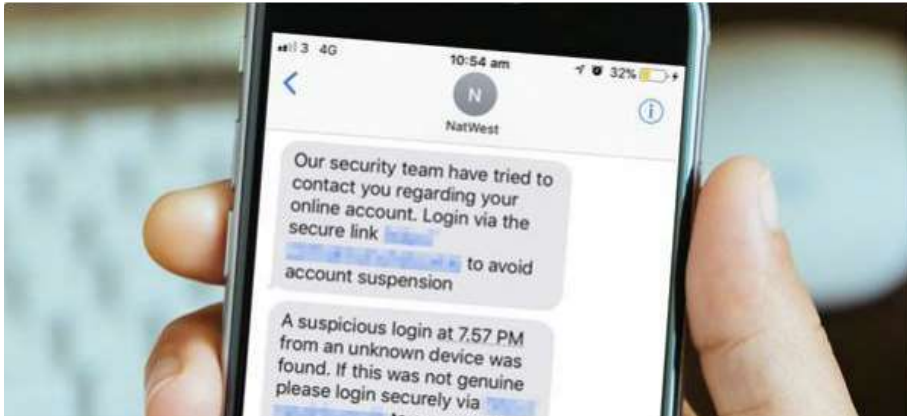 3 4G
10:54 am
32%
N
NatWest
Our security team have tried to
contact you regarding your
online account. Login via the
secure link
to avoid
account suspension
A suspicious login at 7.57 PM
from an unknown device was
found. If this was not genuine
please login securely via